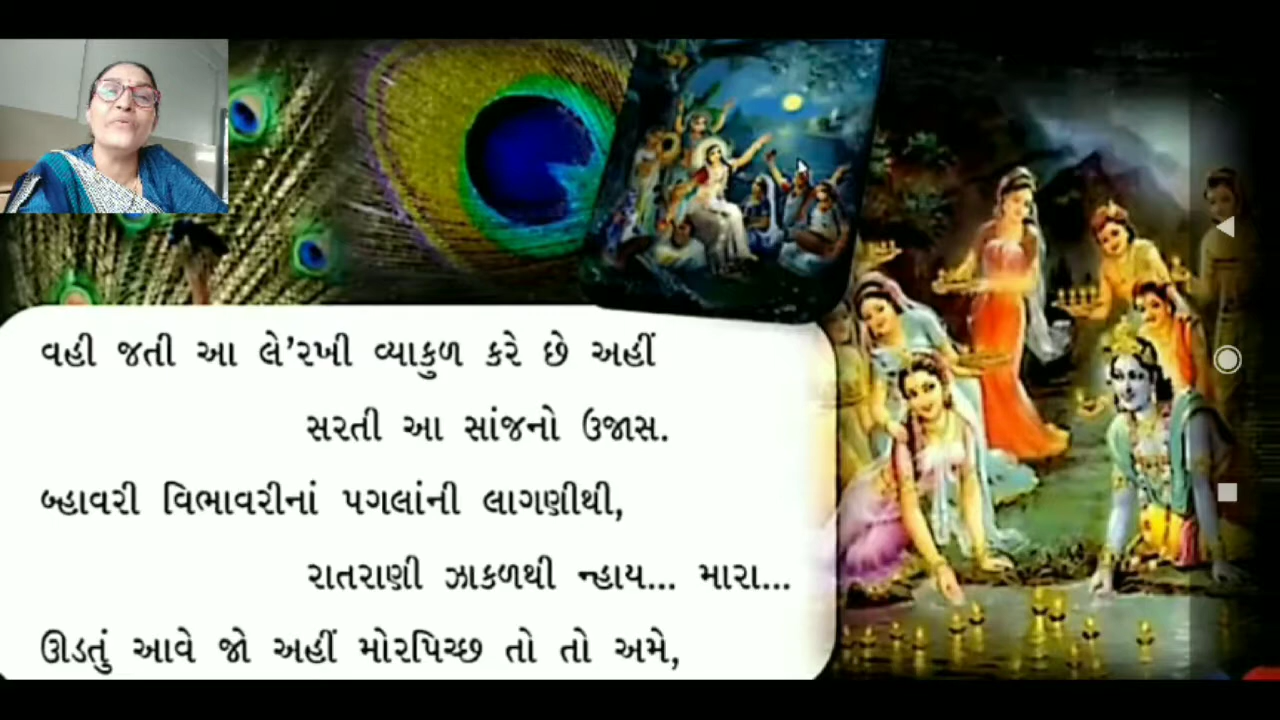 વહી જતી આ લે’રખી વ્યાકુળ કરે છે અહીં
સરતી આ સાંજનો ઉજાસ.
બ્હાવરી વિભાવરીનાં પગલાંની લાગણીથી,
રાતરાણી ઝાકળથી ન્હાય... મારા...
ઊડતું આવે જો અહીં મોરપિચ્છ તો તો અમે,